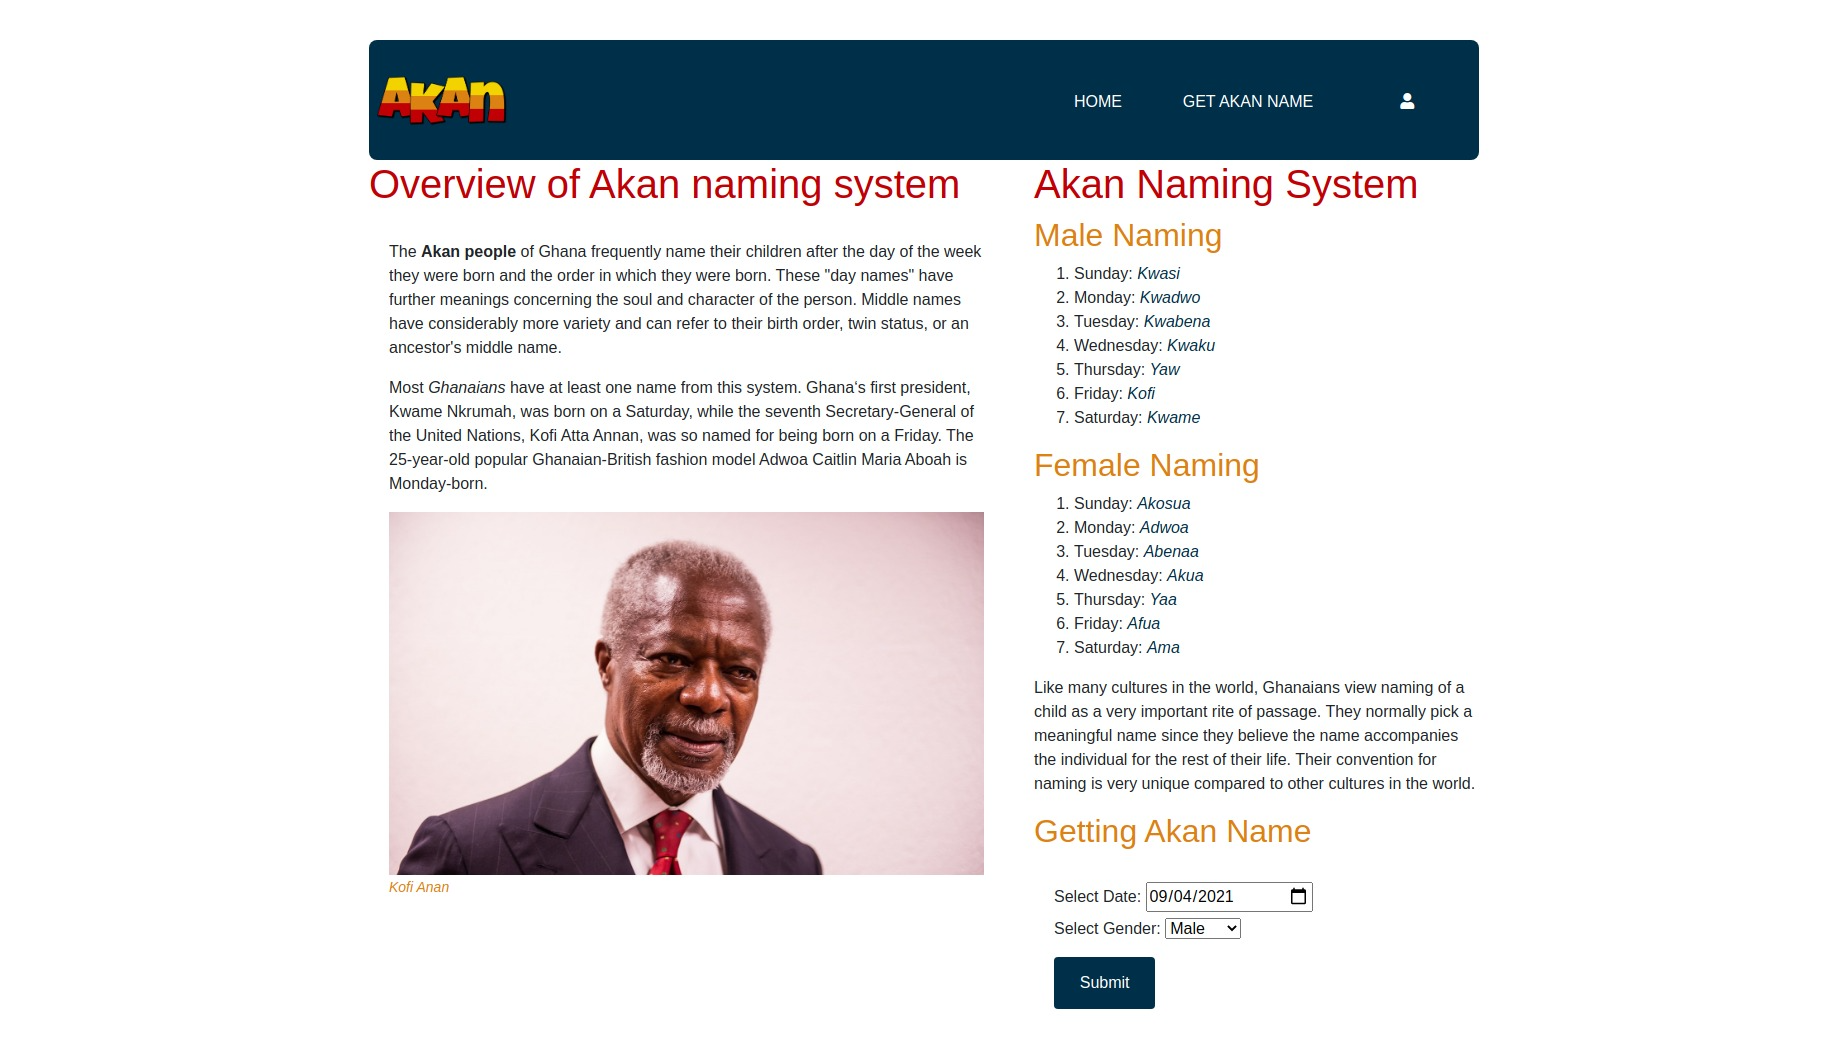 AKAN
HOME
GET AKAN NAME
Overview of Akan naming system
The Akan people of Ghana frequently name their children after the day of the week
they were born and the order in which they were born. These "day names" have
further meanings concerning the soul and character of the person. Middle names
have considerably more variety and can refer to their birth order, twin status, or an
ancestor's middle name.
Most Ghanaians have at least one name from this system. Ghana‘s first president,
Kwame Nkrumah, was born on a Saturday, while the seventh Secretary-General of
the United Nations, Kofi Atta Annan, was so named for being born on a Friday. The
25-year-old popular Ghanaian-British fashion model Adwoa Caitlin Maria Aboah is
Monday-born.
Kofi Anan
Akan Naming System
Male Naming
1. Sunday: Kwasi
2. Monday: Kwadwo
3. Tuesday: Kwabena
4. Wednesday: Kwaku
5. Thursday: Yaw
6. Friday: Kofi
7. Saturday: Kwame
Female Naming
1. Sunday: Akosua
2. Monday: Adwoa
3. Tuesday: Abenaa
4. Wednesday: Akua
5. Thursday: Yaa
6. Friday: Afua
7. Saturday: Ama
Like many cultures in the world, Ghanaians view naming of a
child as a very important rite of passage. They normally pick a
meaningful name since they believe the name accompanies
the individual for the rest of their life. Their convention for
naming is very unique compared to other cultures in the world.
Getting Akan Name
Select Date: 09/04/2021
Select Gender: Male
Submit